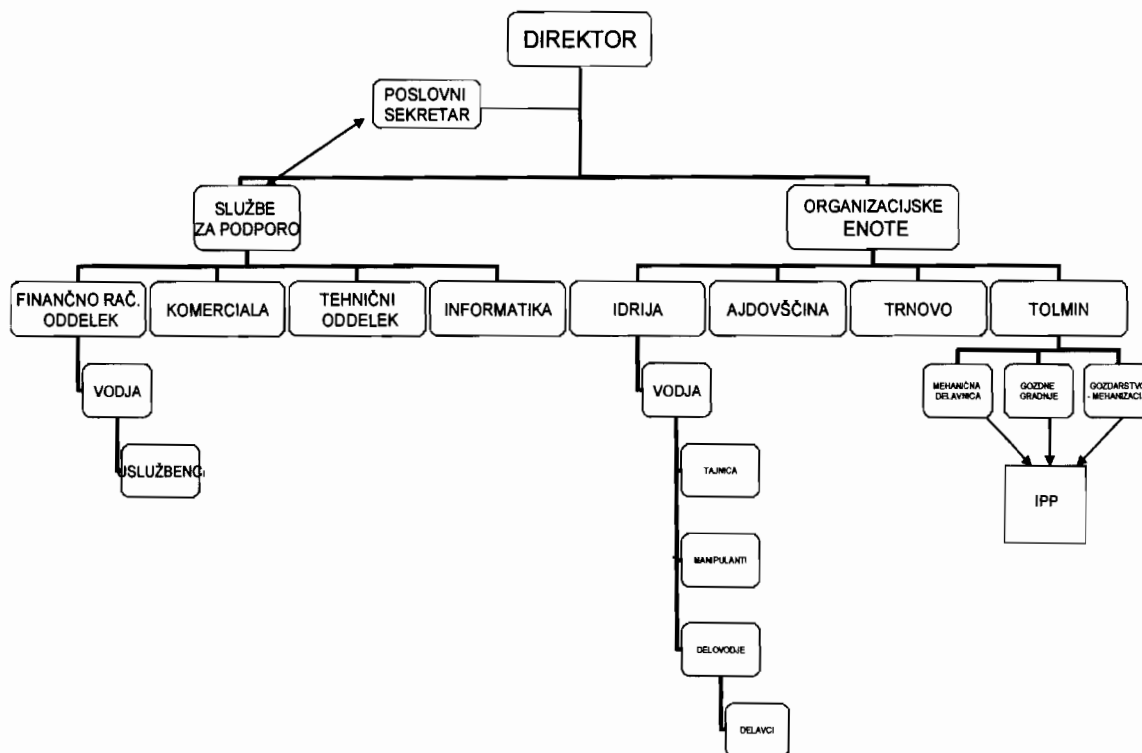 DIREKTOR
POSLOVNI
SEKRETAR
SLUŽBE
ZA PODPORO
ORGANIZACIJSKE
ENOTE
FINANČNO RAČ.
ODDELEK
KOMERCIALA
TEHNIČNI
ODDELEK
INFORMATIKA
IDRIJA
AJDOVŠČINA
TRNOVO
TOLMIN
VODJA
VODJA
MEHANIČNA
DELAVNICA
GOZDNE
GRADNJE
GOZDARSTVO
- MEHANIZACIJ
USLUŽBENCI
TAJNICA
IPP
MANIPULANTI
DELOVODJE
DELAVCI